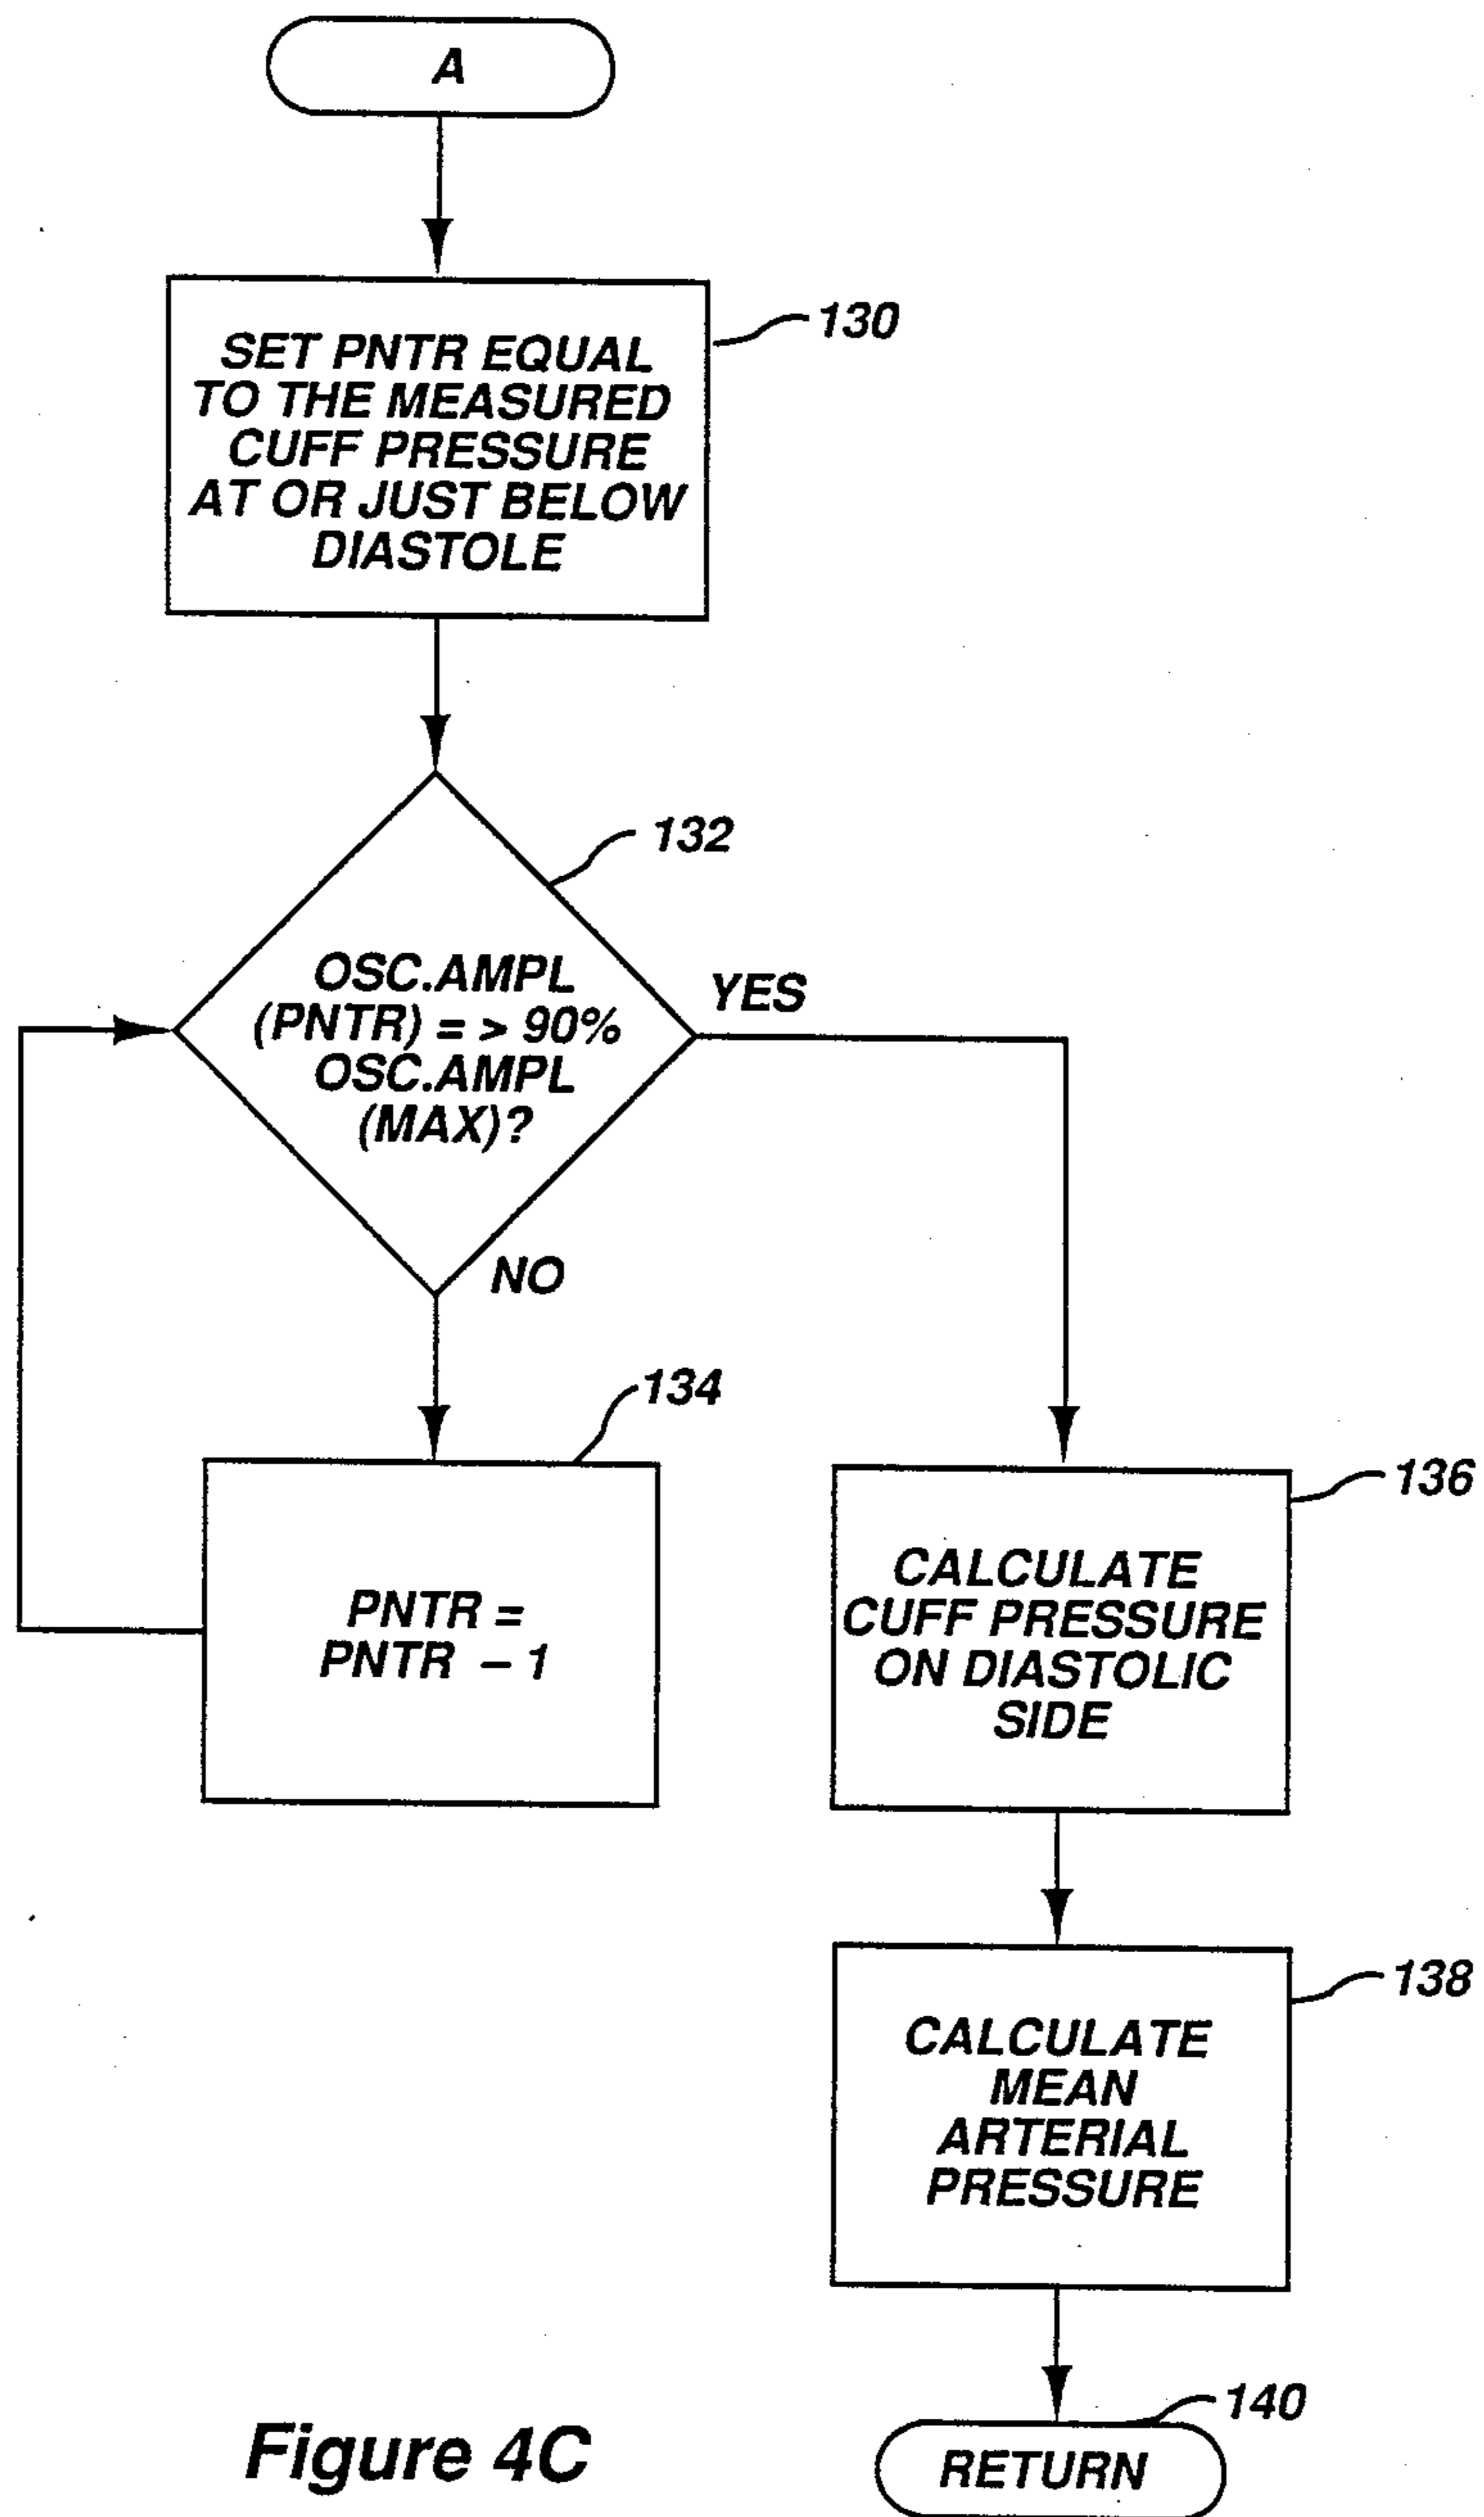 A
SET PNTR EQUAL
TO THE MEASURED
CUFF PRESSURE
AT OR JUST BELOW
DIASTOLE
130
132
OSC.AMPL
(PNTR) = > 90%
OSC.AMPL
(MAX)?
YES
NO
134
PNTR =
PNTR - 1
136
CALCULATE
CUFF PRESSURE
ON DIASTOLIC
SIDE
138
CALCULATE
MEAN
ARTERIAL
PRESSURE
140
RETURN
Figure 4C